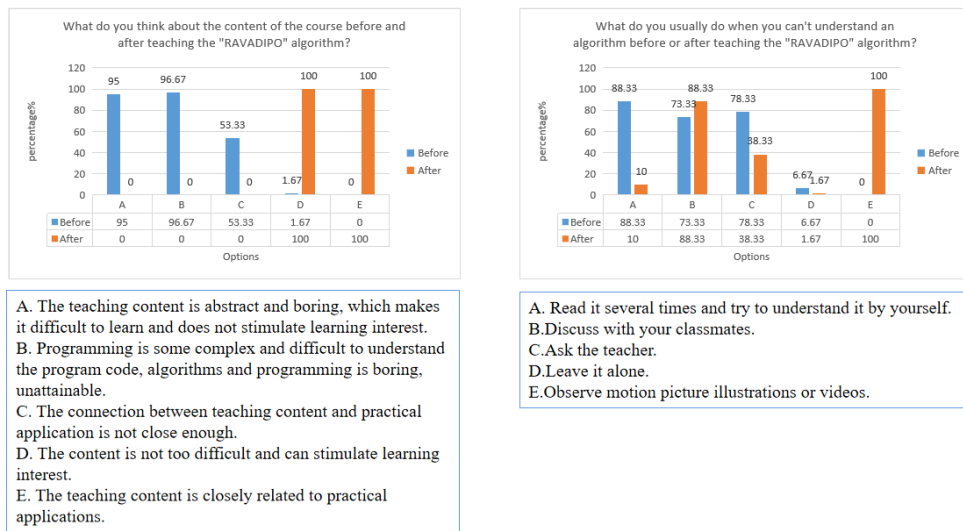 What do you think about the content of the course before and
after teaching the "RAVADIPO" algorithm?
percentage%
120
100
80
60
40
20
0
95
0
96.67
0
53.33
0
1.67
100
0
100
A B C D E
Before 95 96.67 53.33 1.67 0
After 0 0 0 100 100
Options
Before
After
A. The teaching content is abstract and boring, which makes
it difficult to learn and does not stimulate learning interest.
B. Programming is some complex and difficult to understand
the program code, algorithms and programming is boring,
unattainable.
C. The connection between teaching content and practical
application is not close enough.
D. The content is not too difficult and can stimulate learning
interest.
E. The teaching content is closely related to practical
applications.
What do you usually do when you can't understand an
algorithm before or after teaching the "RAVADIPO" algorithm?
percentage%
120
100
80
60
40
20
0
88.33
10
73.33
88.33
78.33
38.33
6.67
1.67
0
100
A B C D E
Before 88.33 73.33 78.33 6.67 0
After 10 88.33 38.33 1.67 100
Options
Before
After
A. Read it several times and try to understand it by yourself.
B.Discuss with your classmates.
C.Ask the teacher.
D.Leave it alone.
E.Observe motion picture illustrations or videos.